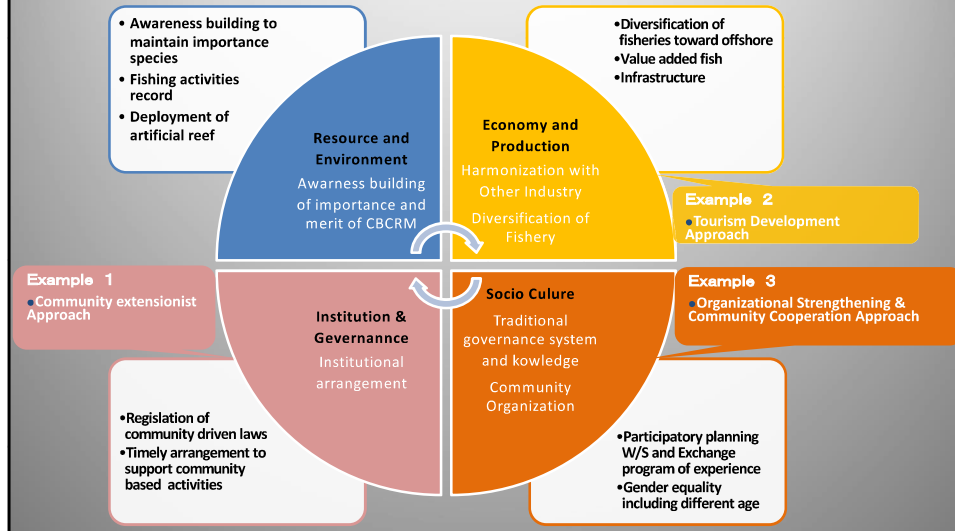 • Awareness building to
maintain importance
species
• Fishing activities
record
• Deployment of
artificial reef
•Diversification of
fisheries toward offshore
•Value added fish
•Infrastructure
Resource and
Environment
Awarness building
of importance and
merit of CBCRM
Economy and
Production
Harmonization with
Other Industry
Diversification of
Fishery
Example 2
•Tourism Development
Approach
Example 1
•Community extensionist
Approach
Institution &
Gevernannce
Institutional
arrangement
Socio Culure
Traditional
governance system
and kowledge
Community
Organization
Example 3
•Organizational Strengthening &
Community Cooperation Approach
•Regislation of
community driven laws
•Timely arrangement to
support community
based activities
•Participatory planning
W/S and Exchange
program of experience
•Gender equality
including different age